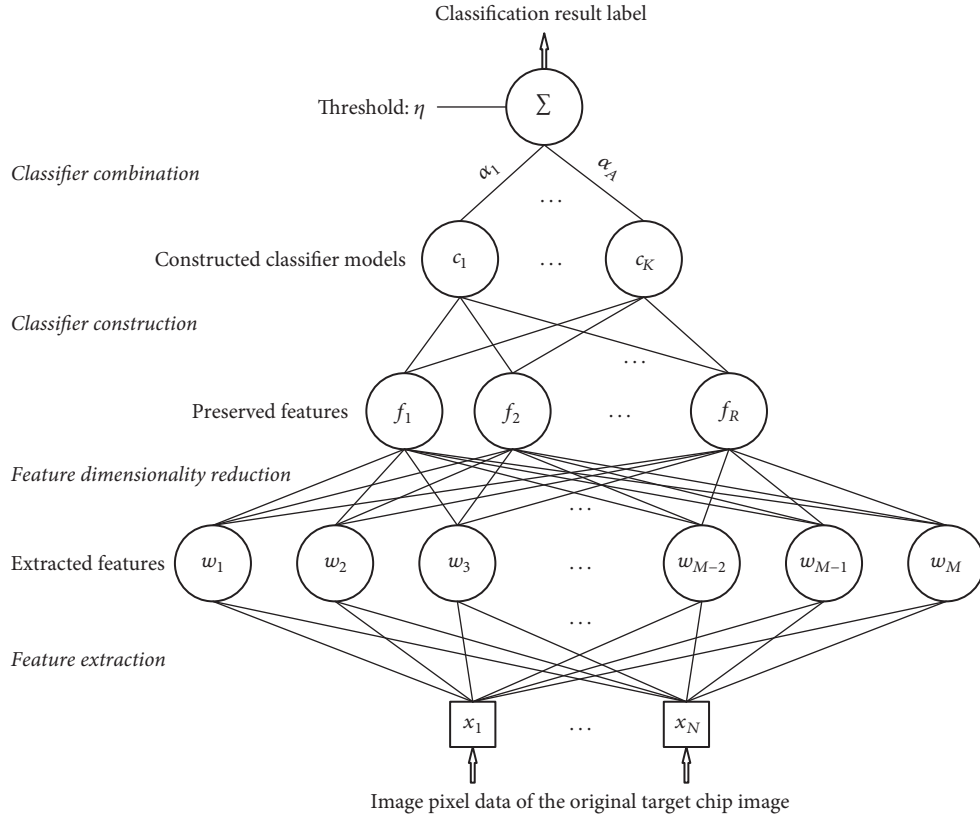 Classification result label
Σ
Threshold: η
Classifier combination
α1
αA
…
Constructed classifier models
c1
…
cK
Classifier construction
…
Preserved features
f1
f2
…
fR
Feature dimensionality reduction
…
Extracted features
w1
w2
w3
…
wM−2
wM−1
wM
…
Feature extraction
x1
…
xN
Image pixel data of the original target chip image